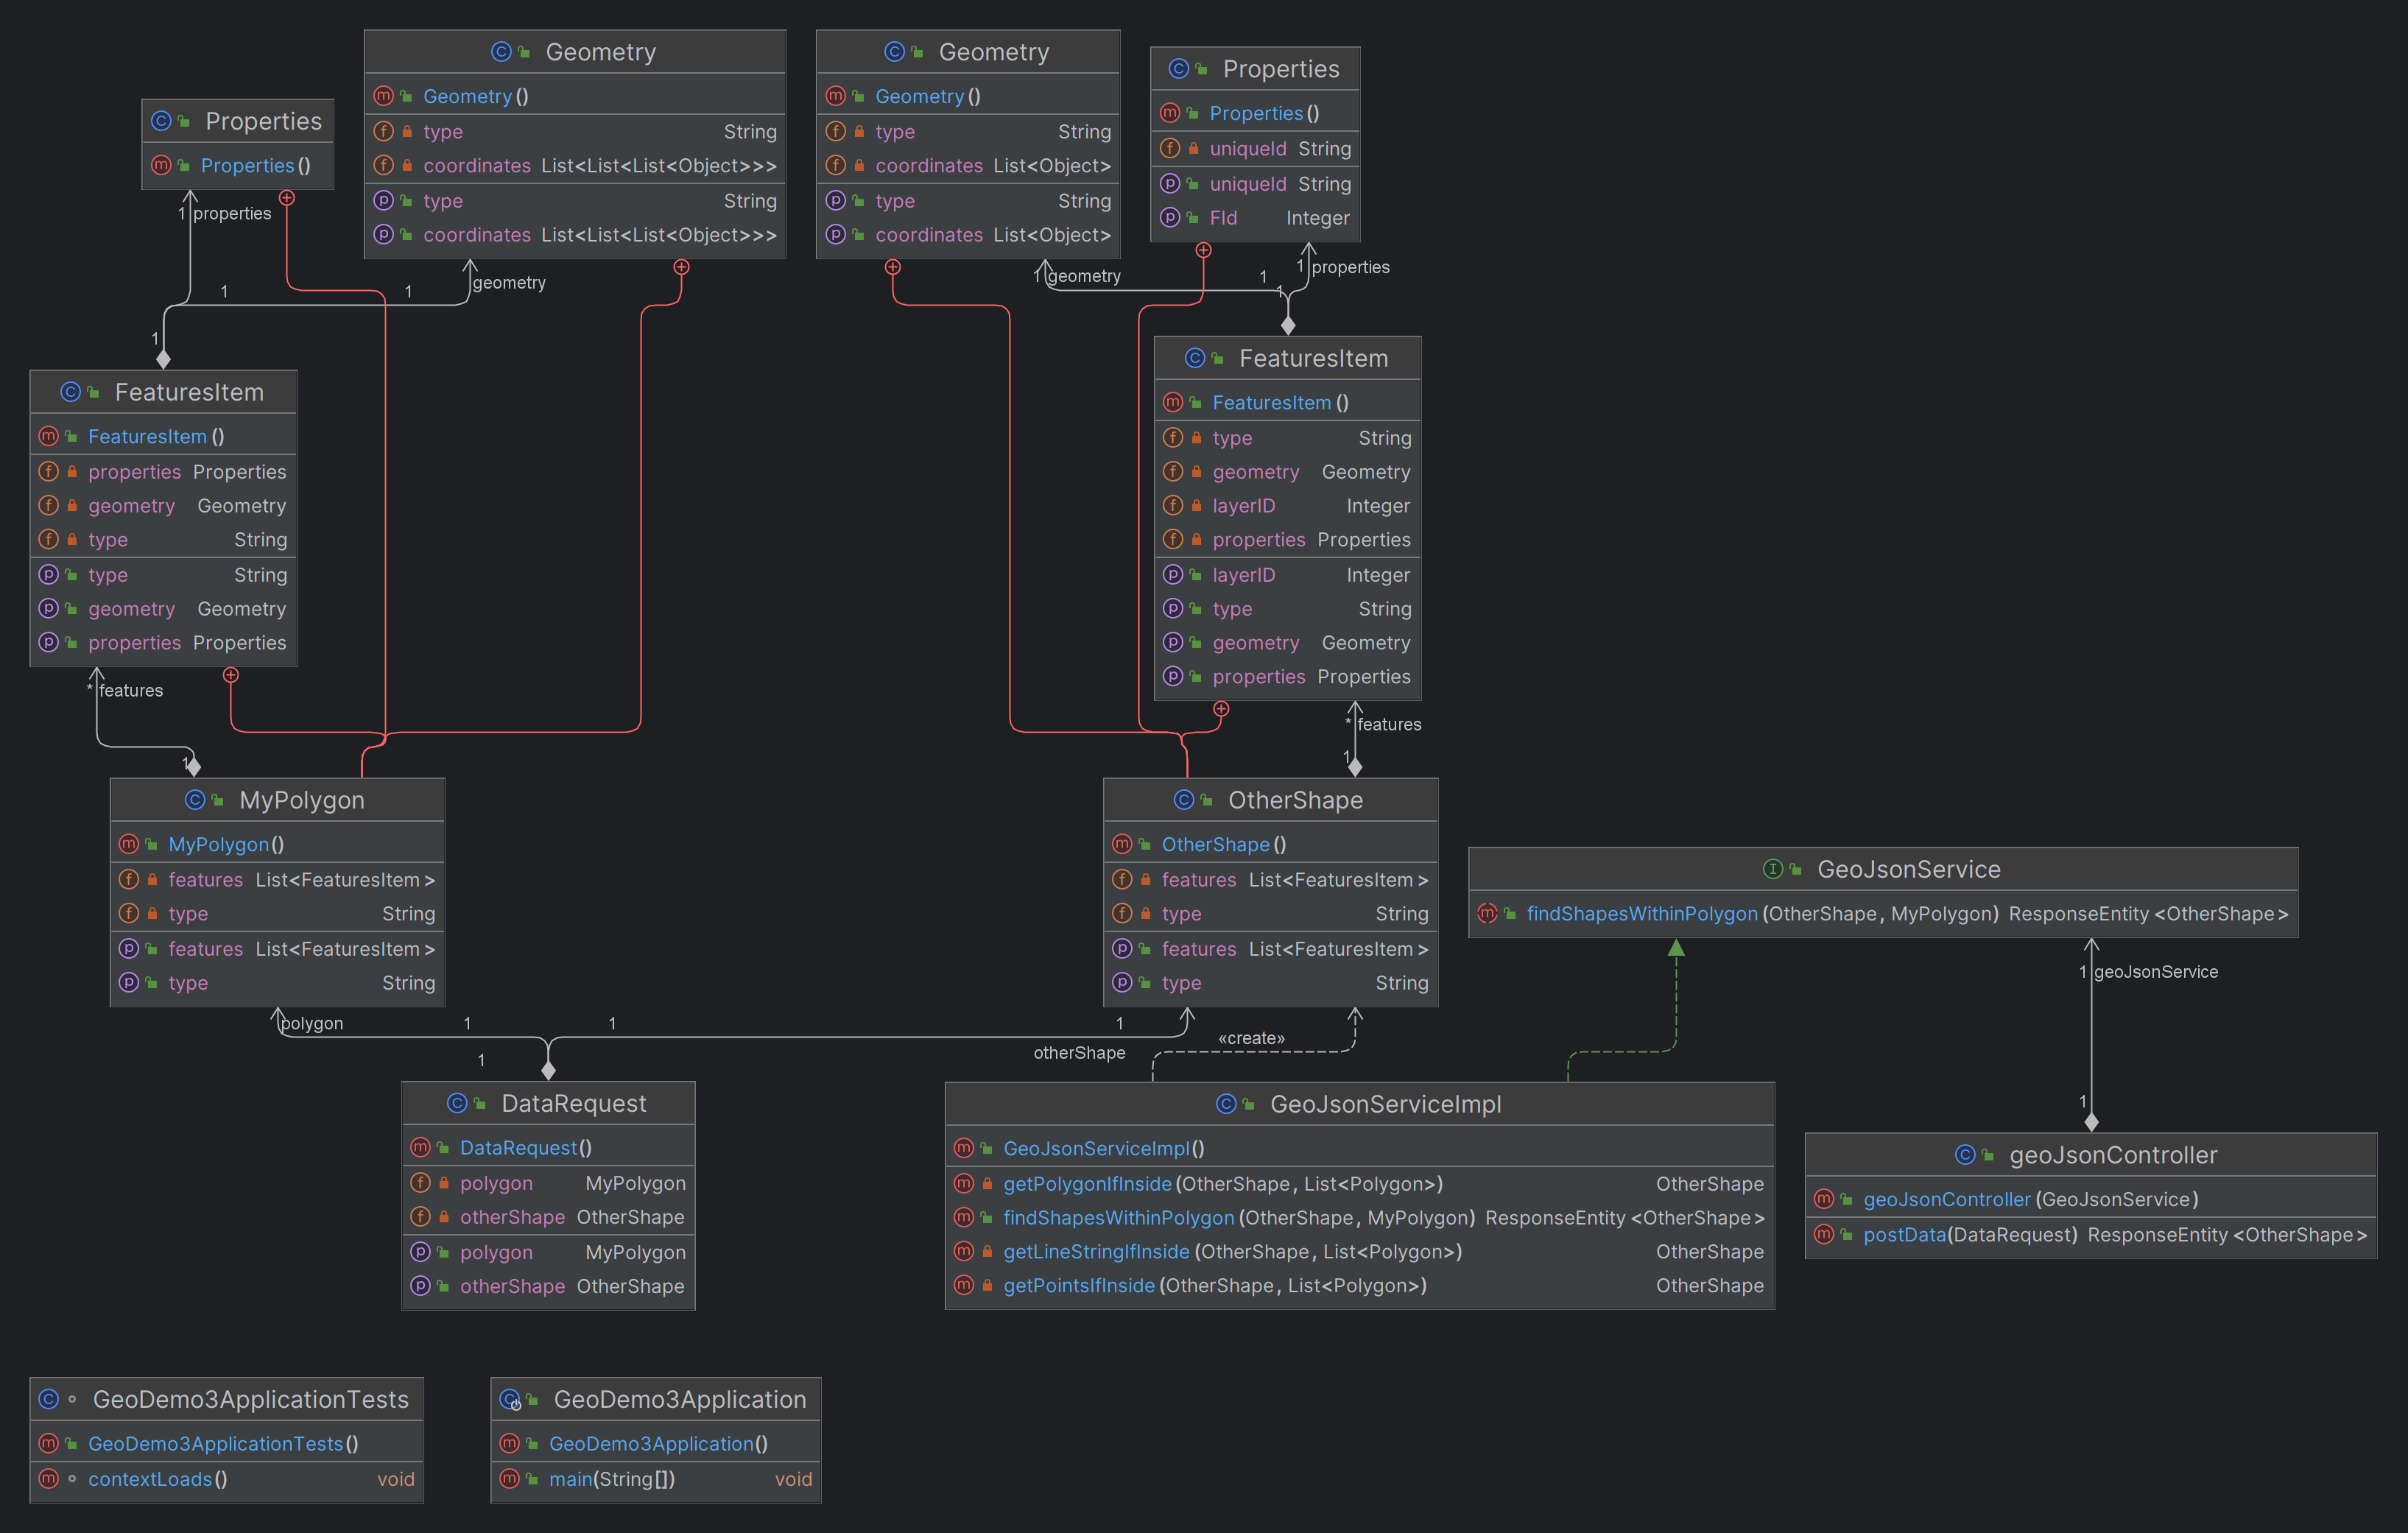 Geometry
Geometry()
type String
coordinates List<List<List<Object>>>
type String
coordinates List<List<List<Object>>>
Geometry
Geometry()
type String
coordinates List<Object>
type String
coordinates List<Object>
Properties
Properties()
uniqueId String
uniqueId String
FId Integer
Properties
Properties()
1 properties
1
1
geometry
1
1 geometry
1
1
1 properties
FeaturesItem
FeaturesItem()
properties Properties
geometry Geometry
type String
type String
geometry Geometry
properties Properties
* features
1
FeaturesItem
FeaturesItem()
type String
geometry Geometry
layerID Integer
properties Properties
layerID Integer
type String
geometry Geometry
properties Properties
* features
1
MyPolygon
MyPolygon()
features List<FeaturesItem>
type String
features List<FeaturesItem>
type String
OtherShape
OtherShape()
features List<FeaturesItem>
type String
features List<FeaturesItem>
type String
GeoJsonService
findShapesWithinPolygon(OtherShape, MyPolygon) ResponseEntity<OtherShape>
1 geoJsonService
1
polygon
1
1
1
1
otherShape
«create»
DataRequest
DataRequest()
polygon MyPolygon
otherShape OtherShape
polygon MyPolygon
otherShape OtherShape
GeoJsonServiceImpl
GeoJsonServiceImpl()
getPolygonIfInside(OtherShape, List<Polygon>) OtherShape
findShapesWithinPolygon(OtherShape, MyPolygon) ResponseEntity<OtherShape>
getLineStringIfInside(OtherShape, List<Polygon>) OtherShape
getPointsIfInside(OtherShape, List<Polygon>) OtherShape
geoJsonController
geoJsonController(GeoJsonService)
postData(DataRequest) ResponseEntity<OtherShape>
GeoDemo3ApplicationTests
GeoDemo3ApplicationTests()
contextLoads() void
GeoDemo3Application
GeoDemo3Application()
main(String[]) void